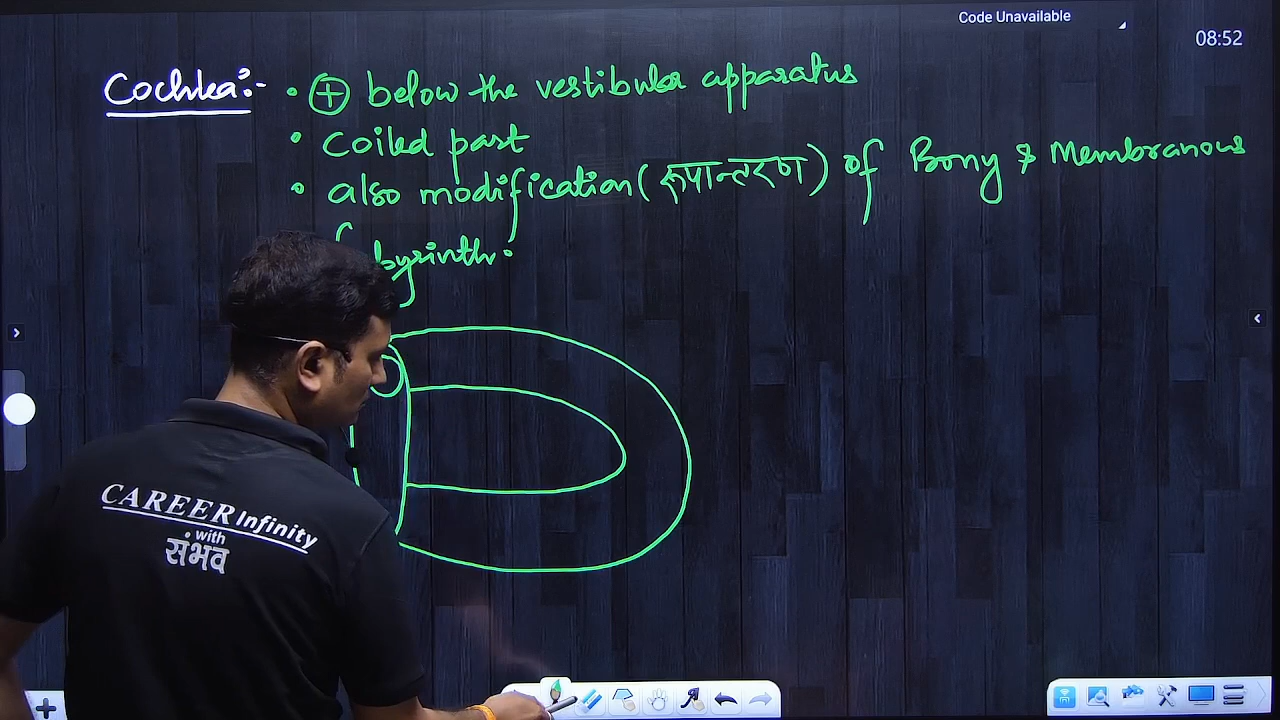 Code Unavailable
08:52
Cochlea:- • + below the vestibular apparatus
• Coiled part
• also modification (रूपान्तरण) of Bony & Membranous
CAREER Infinity
with
संभव